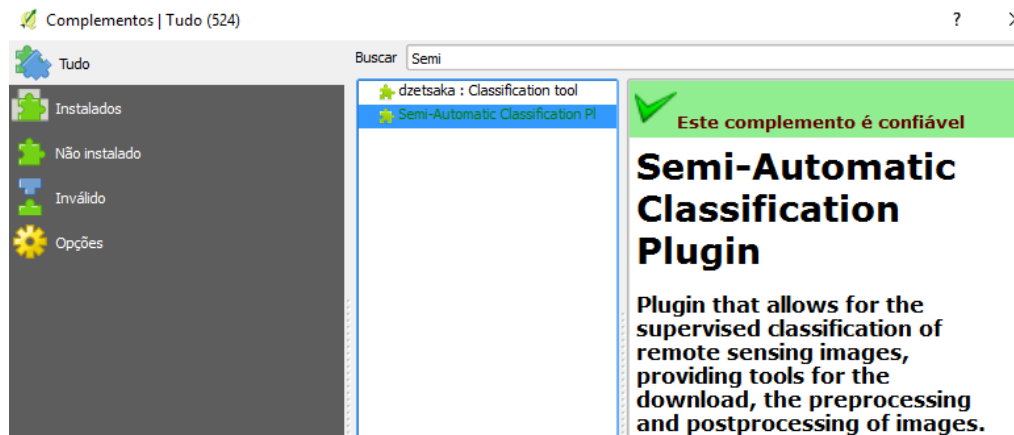 Complementos | Tudo (524)
?
Tudo
Instalados
Não instalado
Inválido
Opções
Buscar
Semi
dzetsaka : Classification tool
Semi-Automatic Classification Pl
Este complemento é confiável
Semi-Automatic
Classification
Plugin
Plugin that allows for the
supervised classification of
remote sensing images,
providing tools for the
download, the preprocessing
and postprocessing of images.